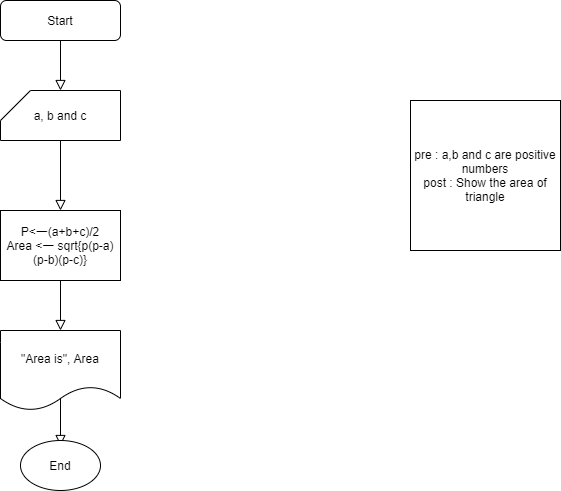 Start
a, b and c
P<—(a+b+c)/2
Area <— sqrt{p(p-a)
(p-b)(p-c)}
"Area is", Area
End
pre : a,b and c are positive
numbers
post : Show the area of
triangle